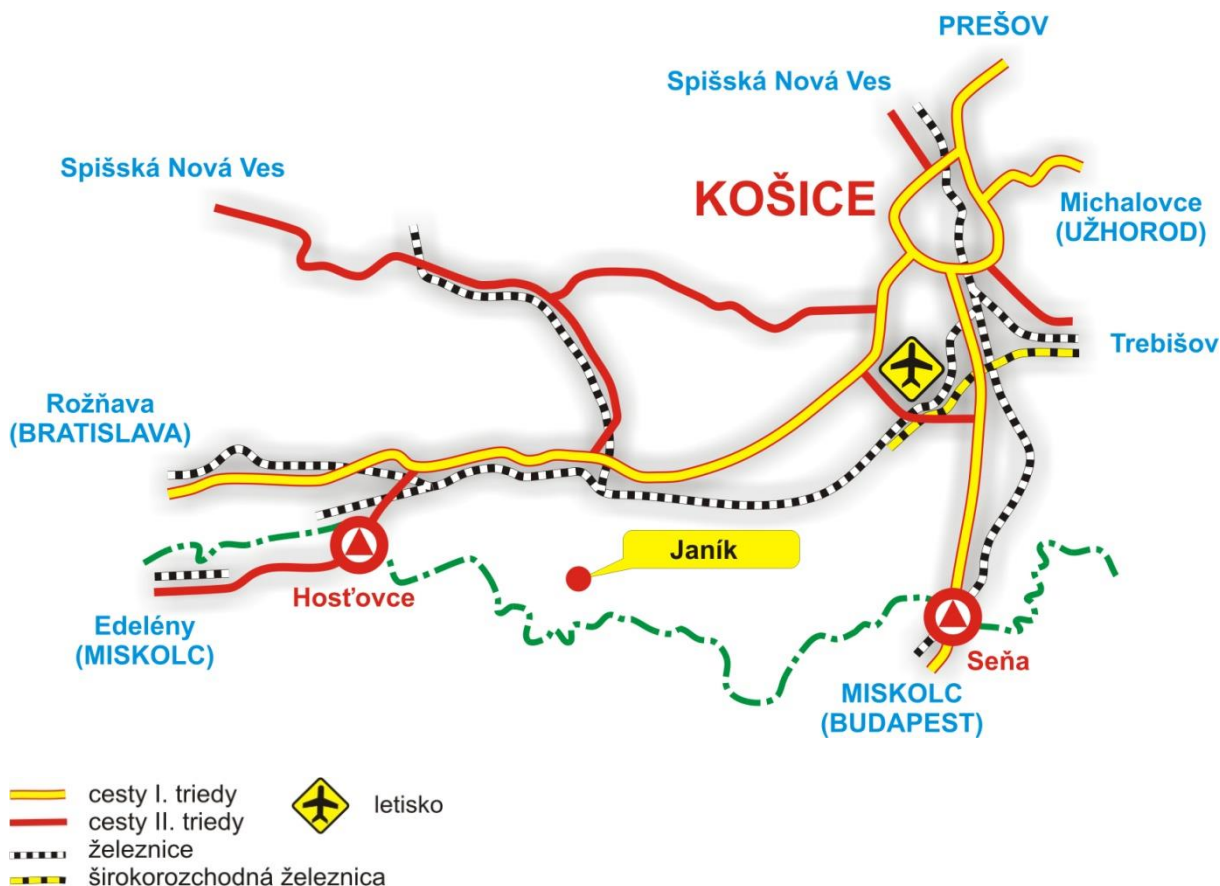 PREŠOV
Spišská Nová Ves
Spišská Nová Ves
KOŠICE
Michalovce
(UŽHOROD)
Trebišov
Rožňava
(BRATISLAVA)
Janík
Hosťovce
Edelény
(MISKOLC)
Seňa
MISKOLC
(BUDAPEST)
cesty I. triedy
letisko
cesty II. triedy
železnice
širokorozchodná železnica